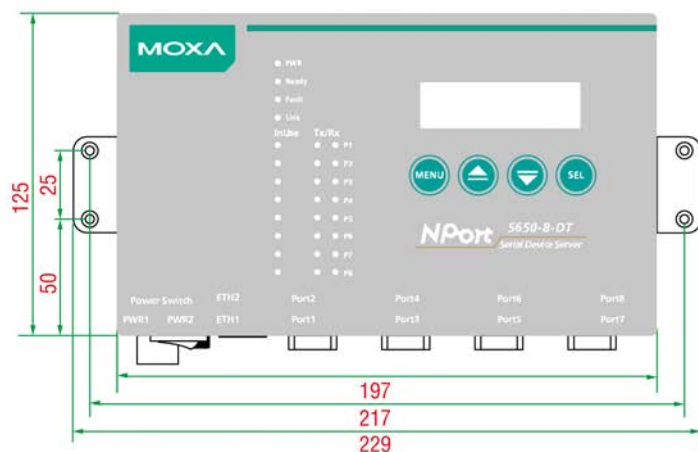 MOXA
PWR
Ready
Fault
Link
InUse Tx/Rx
P1
P2
P3
P4
P5
P6
P7
P8
MENU SEL
NPort 5650-8-DT
Serial Device Server
Power Switch ETH2 Port2 Port4 Port6 Port8
PWR1 PWR2 ETH1 Port1 Port3 Port5 Port7
125
25
50
197
217
229